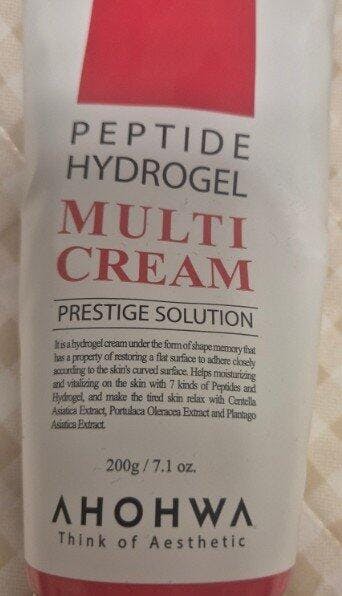 PEPTIDE
HYDROGEL
MULTI
CREAM
PRESTIGE SOLUTION
It is a hydrogel cream under the form of shape memory that
has a property of restoring a flat surface to adhere closely
according to the skin's curved surface. Helps moisturizing
and vitalizing on the skin with 7 kinds of Peptides and
Hydrogel, and make the tired skin relax with Centella
Asiatica Extract, Portulaca Oleracea Extract and Plantago
Asiatica Extract.
200g / 7.1 oz.
AHOHWA
Think of Aesthetic